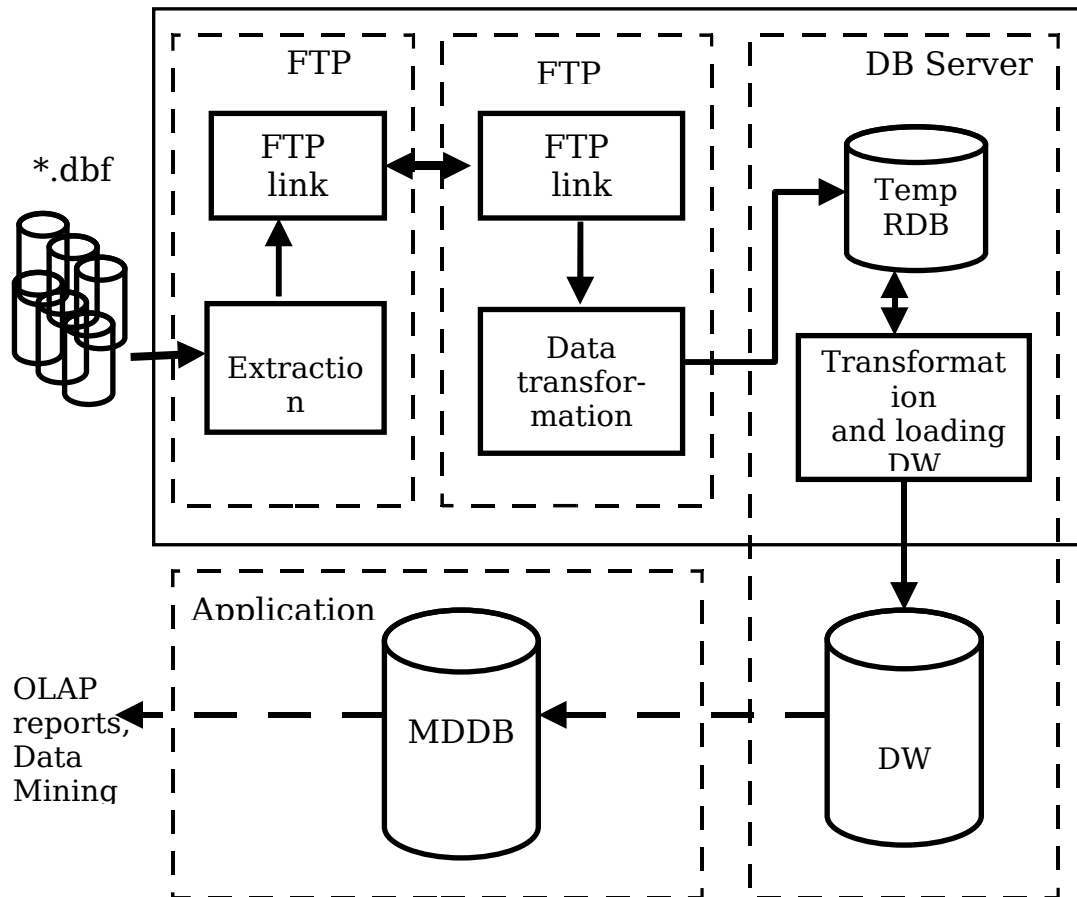 FTP
FTP
DB Server
FTP
link
FTP
link
*.dbf
Temp
RDB
Extractio
n
Data
transfor-
mation
Transformat
ion
and loading
DW
Application
OLAP
reports,
Data
Mining
MDDB
DW